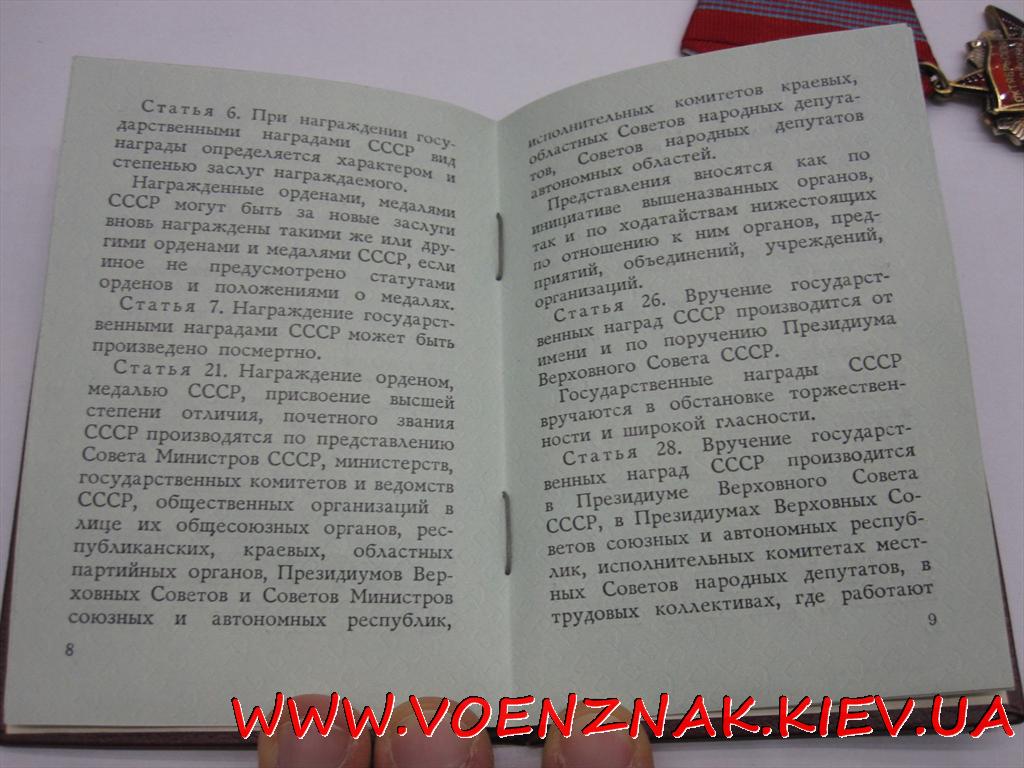 Статья 6. При награждении госу-
дарственными наградами СССР вид
награды определяется характером и
степенью заслуг награждаемого.
Награжденные орденами, медалями
СССР могут быть за новые заслуги
вновь награждены такими же или дру-
гими орденами и медалями СССР, если
иное не предусмотрено статутами
орденов и положениями о медалях.
Статья 7. Награждение государст-
венными наградами СССР может быть
произведено посмертно.
Статья 21. Награждение орденом,
медалью СССР, присвоение высшей
степени отличия, почетного звания
СССР производятся по представлению
Совета Министров СССР, министерств,
государственных комитетов и ведомств
СССР, общественных организаций в
лице их общесоюзных органов, рес-
публиканских, краевых, областных
партийных органов, Президиумов Вер-
ховных Советов и Советов Министров
союзных и автономных республик,
8
исполнительных комитетов краевых,
областных Советов народных депута-
тов, Советов народных депутатов
автономных областей.
Представления вносятся как по
инициативе вышеназванных органов,
так и по ходатайствам нижестоящих
по отношению к ним органов, пред-
приятий, объединений, учреждений,
организаций.
Статья 26. Вручение государст-
венных наград СССР производится от
имени и по поручению Президиума
Верховного Совета СССР.
Государственные награды СССР
вручаются в обстановке торжествен-
ности и широкой гласности.
Статья 28. Вручение государст-
венных наград СССР производится
в Президиуме Верховного Совета
СССР, в Президиумах Верховных Со-
ветов союзных и автономных респуб-
лик, исполнительных комитетах мест-
ных Советов народных депутатов, в
трудовых коллективах, где работают
9
WWW.VOENZNAK.KIEV.UA